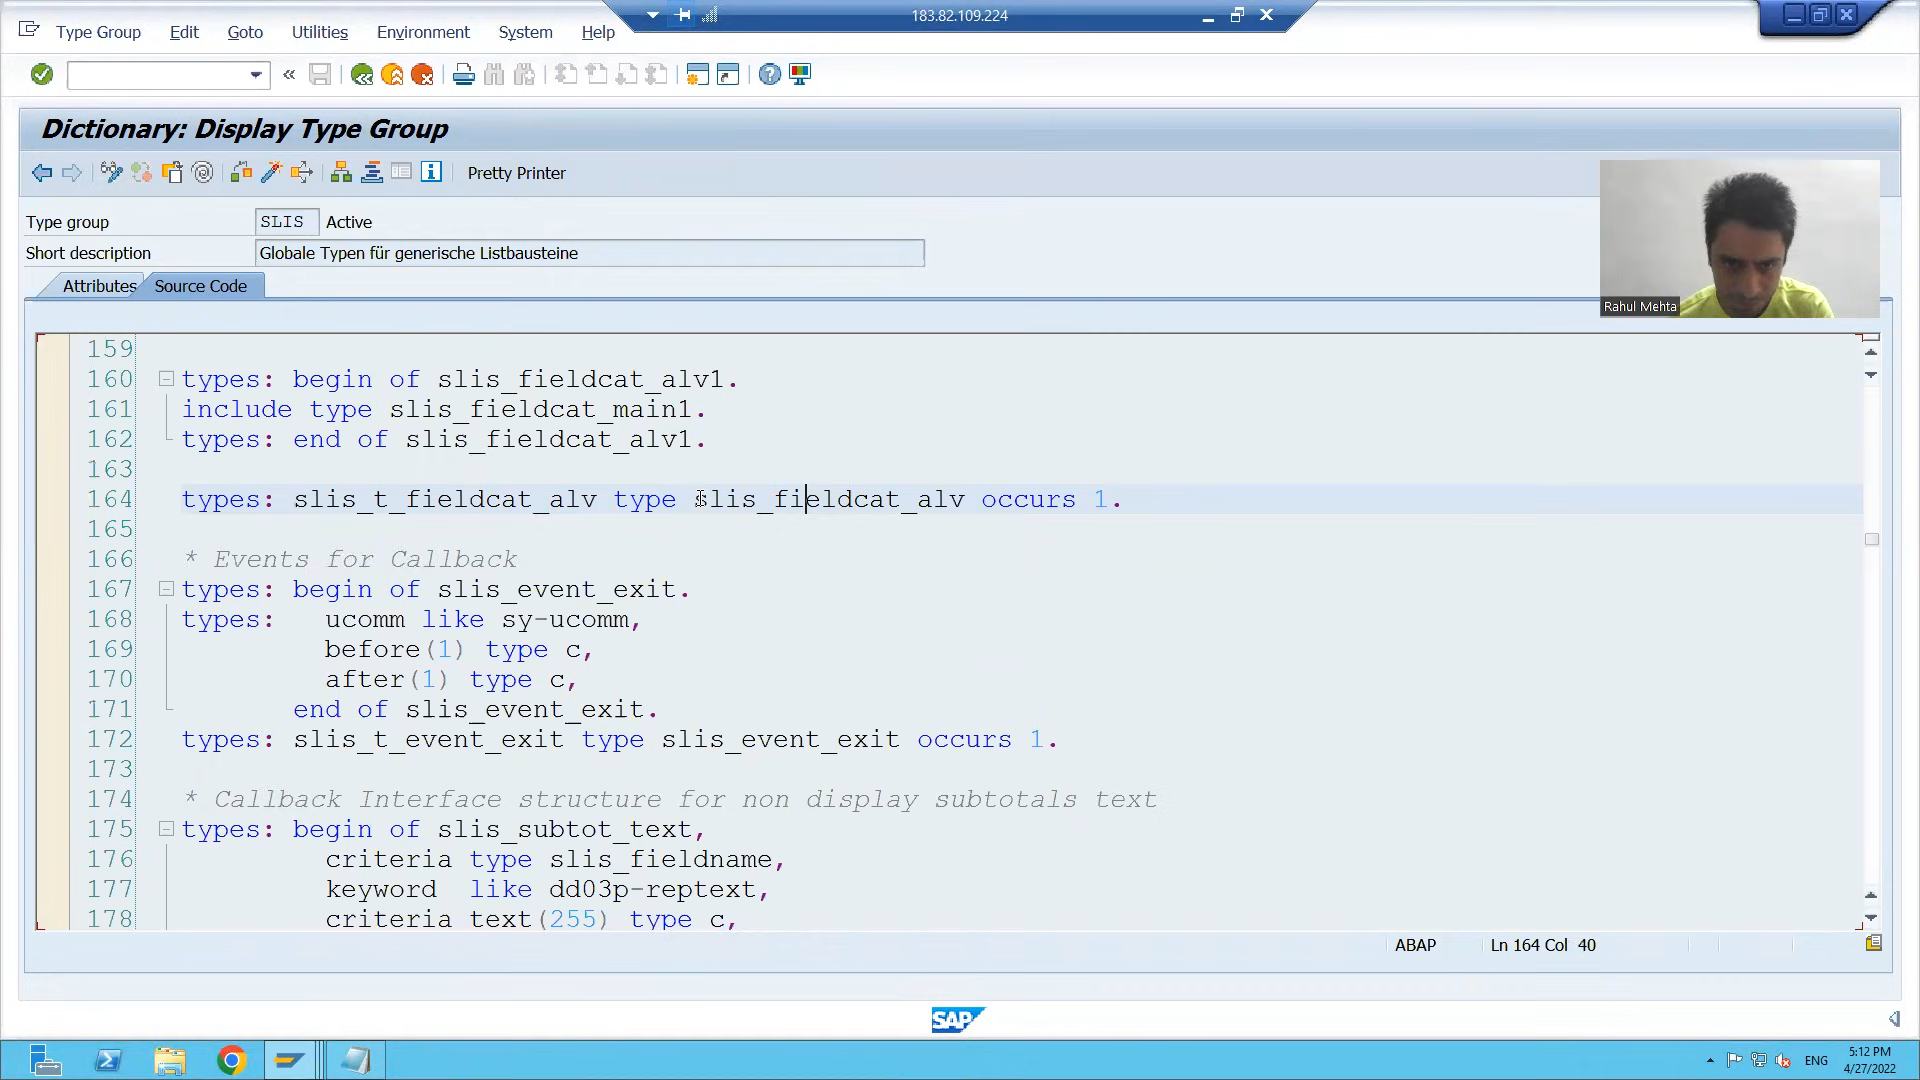 183.82.109.224
Type Group Edit Goto Utilities Environment System Help
Dictionary: Display Type Group
Pretty Printer
Type group SLIS Active
Short description Globale Typen für generische Listbausteine
Attributes Source Code
Rahul Mehta
159
160 types: begin of slis_fieldcat_alv1.
161 include type slis_fieldcat_main1.
162 types: end of slis_fieldcat_alv1.
163
164 types: slis_t_fieldcat_alv type slis_fieldcat_alv occurs 1.
165
166 * Events for Callback
167 types: begin of slis_event_exit.
168 types: ucomm like sy-ucomm,
169 before(1) type c,
170 after(1) type c,
171 end of slis_event_exit.
172 types: slis_t_event_exit type slis_event_exit occurs 1.
173
174 * Callback Interface structure for non display subtotals text
175 types: begin of slis_subtot_text,
176 criteria type slis_fieldname,
177 keyword like dd03p-reptext,
178 criteria_text(255) type c,
ABAP Ln 164 Col 40
SAP
ENG
5:12 PM
4/27/2022